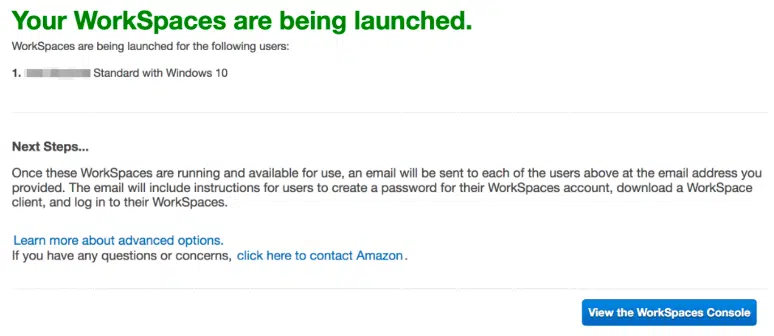 Your WorkSpaces are being launched.
WorkSpaces are being launched for the following users:
1. Standard with Windows 10
Next Steps...
Once these WorkSpaces are running and available for use, an email will be sent to each of the users above at the email address you
provided. The email will include instructions for users to create a password for their WorkSpaces account, download a WorkSpace
client, and log in to their WorkSpaces.
Learn more about advanced options.
If you have any questions or concerns, click here to contact Amazon.
View the WorkSpaces Console